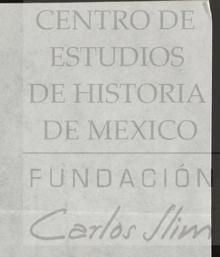 CENTRO DE
ESTUDIOS
DE HISTORIA
DE MEXICO
FUNDACIÓN
Carlos Slim